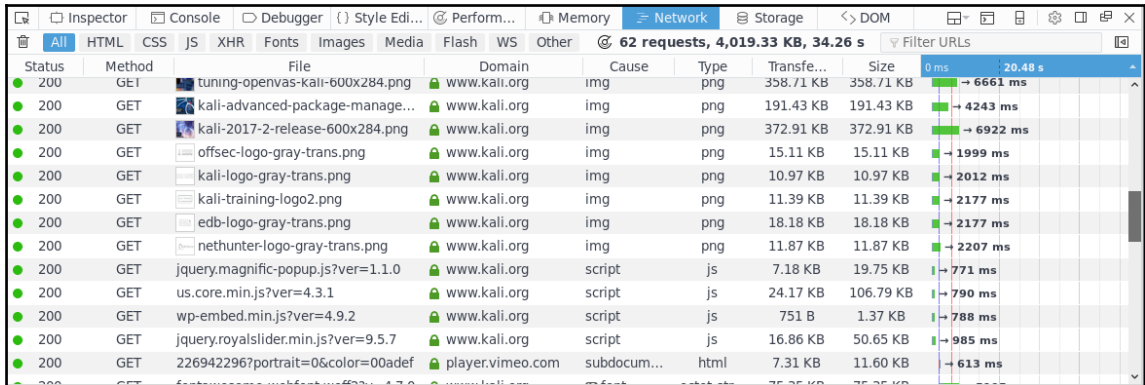 Inspector Console Debugger {} Style Edi... Perform... Memory Network Storage DOM
All HTML CSS JS XHR Fonts Images Media Flash WS Other 62 requests, 4,019.33 KB, 34.26 s Filter URLs
Status Method File Domain Cause Type Transfe... Size 0 ms 20.48 s
200 GET tuning-openvas-kali-600x284.png www.kali.org img png 358.71 KB 358.71 KB → 6661 ms
200 GET kali-advanced-package-manage... www.kali.org img png 191.43 KB 191.43 KB → 4243 ms
200 GET kali-2017-2-release-600x284.png www.kali.org img png 372.91 KB 372.91 KB → 6922 ms
200 GET offsec-logo-gray-trans.png www.kali.org img png 15.11 KB 15.11 KB → 1999 ms
200 GET kali-logo-gray-trans.png www.kali.org img png 10.97 KB 10.97 KB → 2012 ms
200 GET kali-training-logo2.png www.kali.org img png 11.39 KB 11.39 KB → 2177 ms
200 GET edb-logo-gray-trans.png www.kali.org img png 18.18 KB 18.18 KB → 2177 ms
200 GET nethunter-logo-gray-trans.png www.kali.org img png 11.87 KB 11.87 KB → 2207 ms
200 GET jquery.magnific-popup.js?ver=1.1.0 www.kali.org script js 7.18 KB 19.75 KB → 771 ms
200 GET us.core.min.js?ver=4.3.1 www.kali.org script js 24.17 KB 106.79 KB → 790 ms
200 GET wp-embed.min.js?ver=4.9.2 www.kali.org script js 751 B 1.37 KB → 788 ms
200 GET jquery.royalslider.min.js?ver=9.5.7 www.kali.org script js 16.86 KB 50.65 KB → 985 ms
200 GET 226942296?portrait=0&color=00adef player.vimeo.com subdocum... html 7.31 KB 11.60 KB → 613 ms